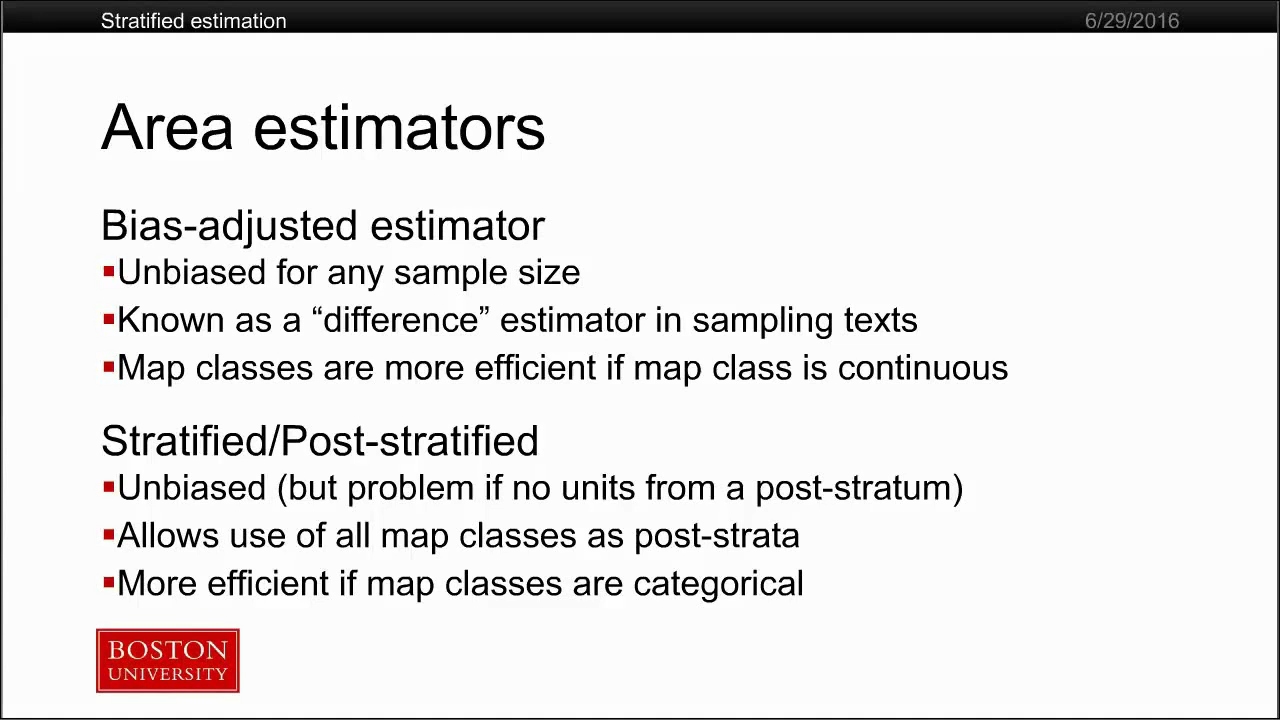 Stratified estimation
6/29/2016
Area estimators
Bias-adjusted estimator
▪Unbiased for any sample size
▪Known as a “difference” estimator in sampling texts
▪Map classes are more efficient if map class is continuous
Stratified/Post-stratified
▪Unbiased (but problem if no units from a post-stratum)
▪Allows use of all map classes as post-strata
▪More efficient if map classes are categorical
BOSTON
UNIVERSITY